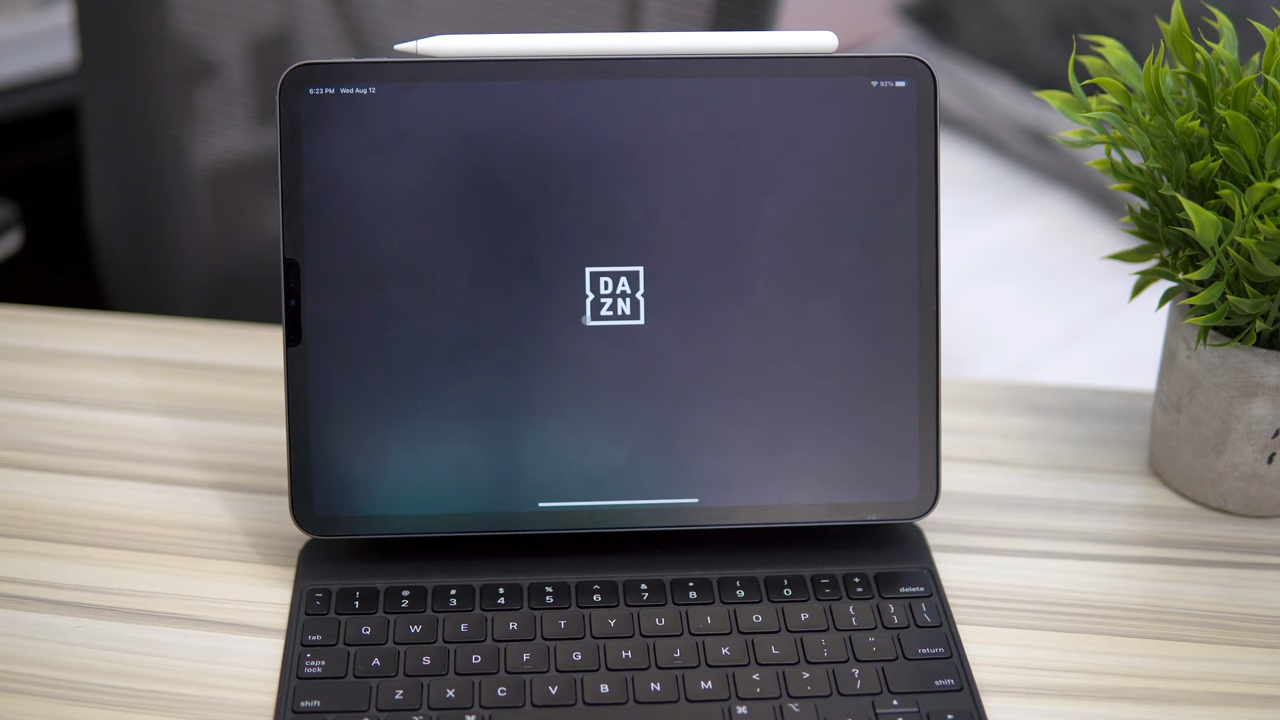 6:23 PM Wed Aug 12
92%
DA
ZN
~ ! @ # $ % ^ & * ( ) — +
` 1 2 3 4 5 6 7 8 9 0 - = delete
tab Q W E R T Y U I O P { [ } ] | \
caps lock A S D F G H J K L : ; " ' return
shift Z X C V B N M < , > . ? / shift
⌥ ⌘ ⌘ ⌥ ▲ ▶